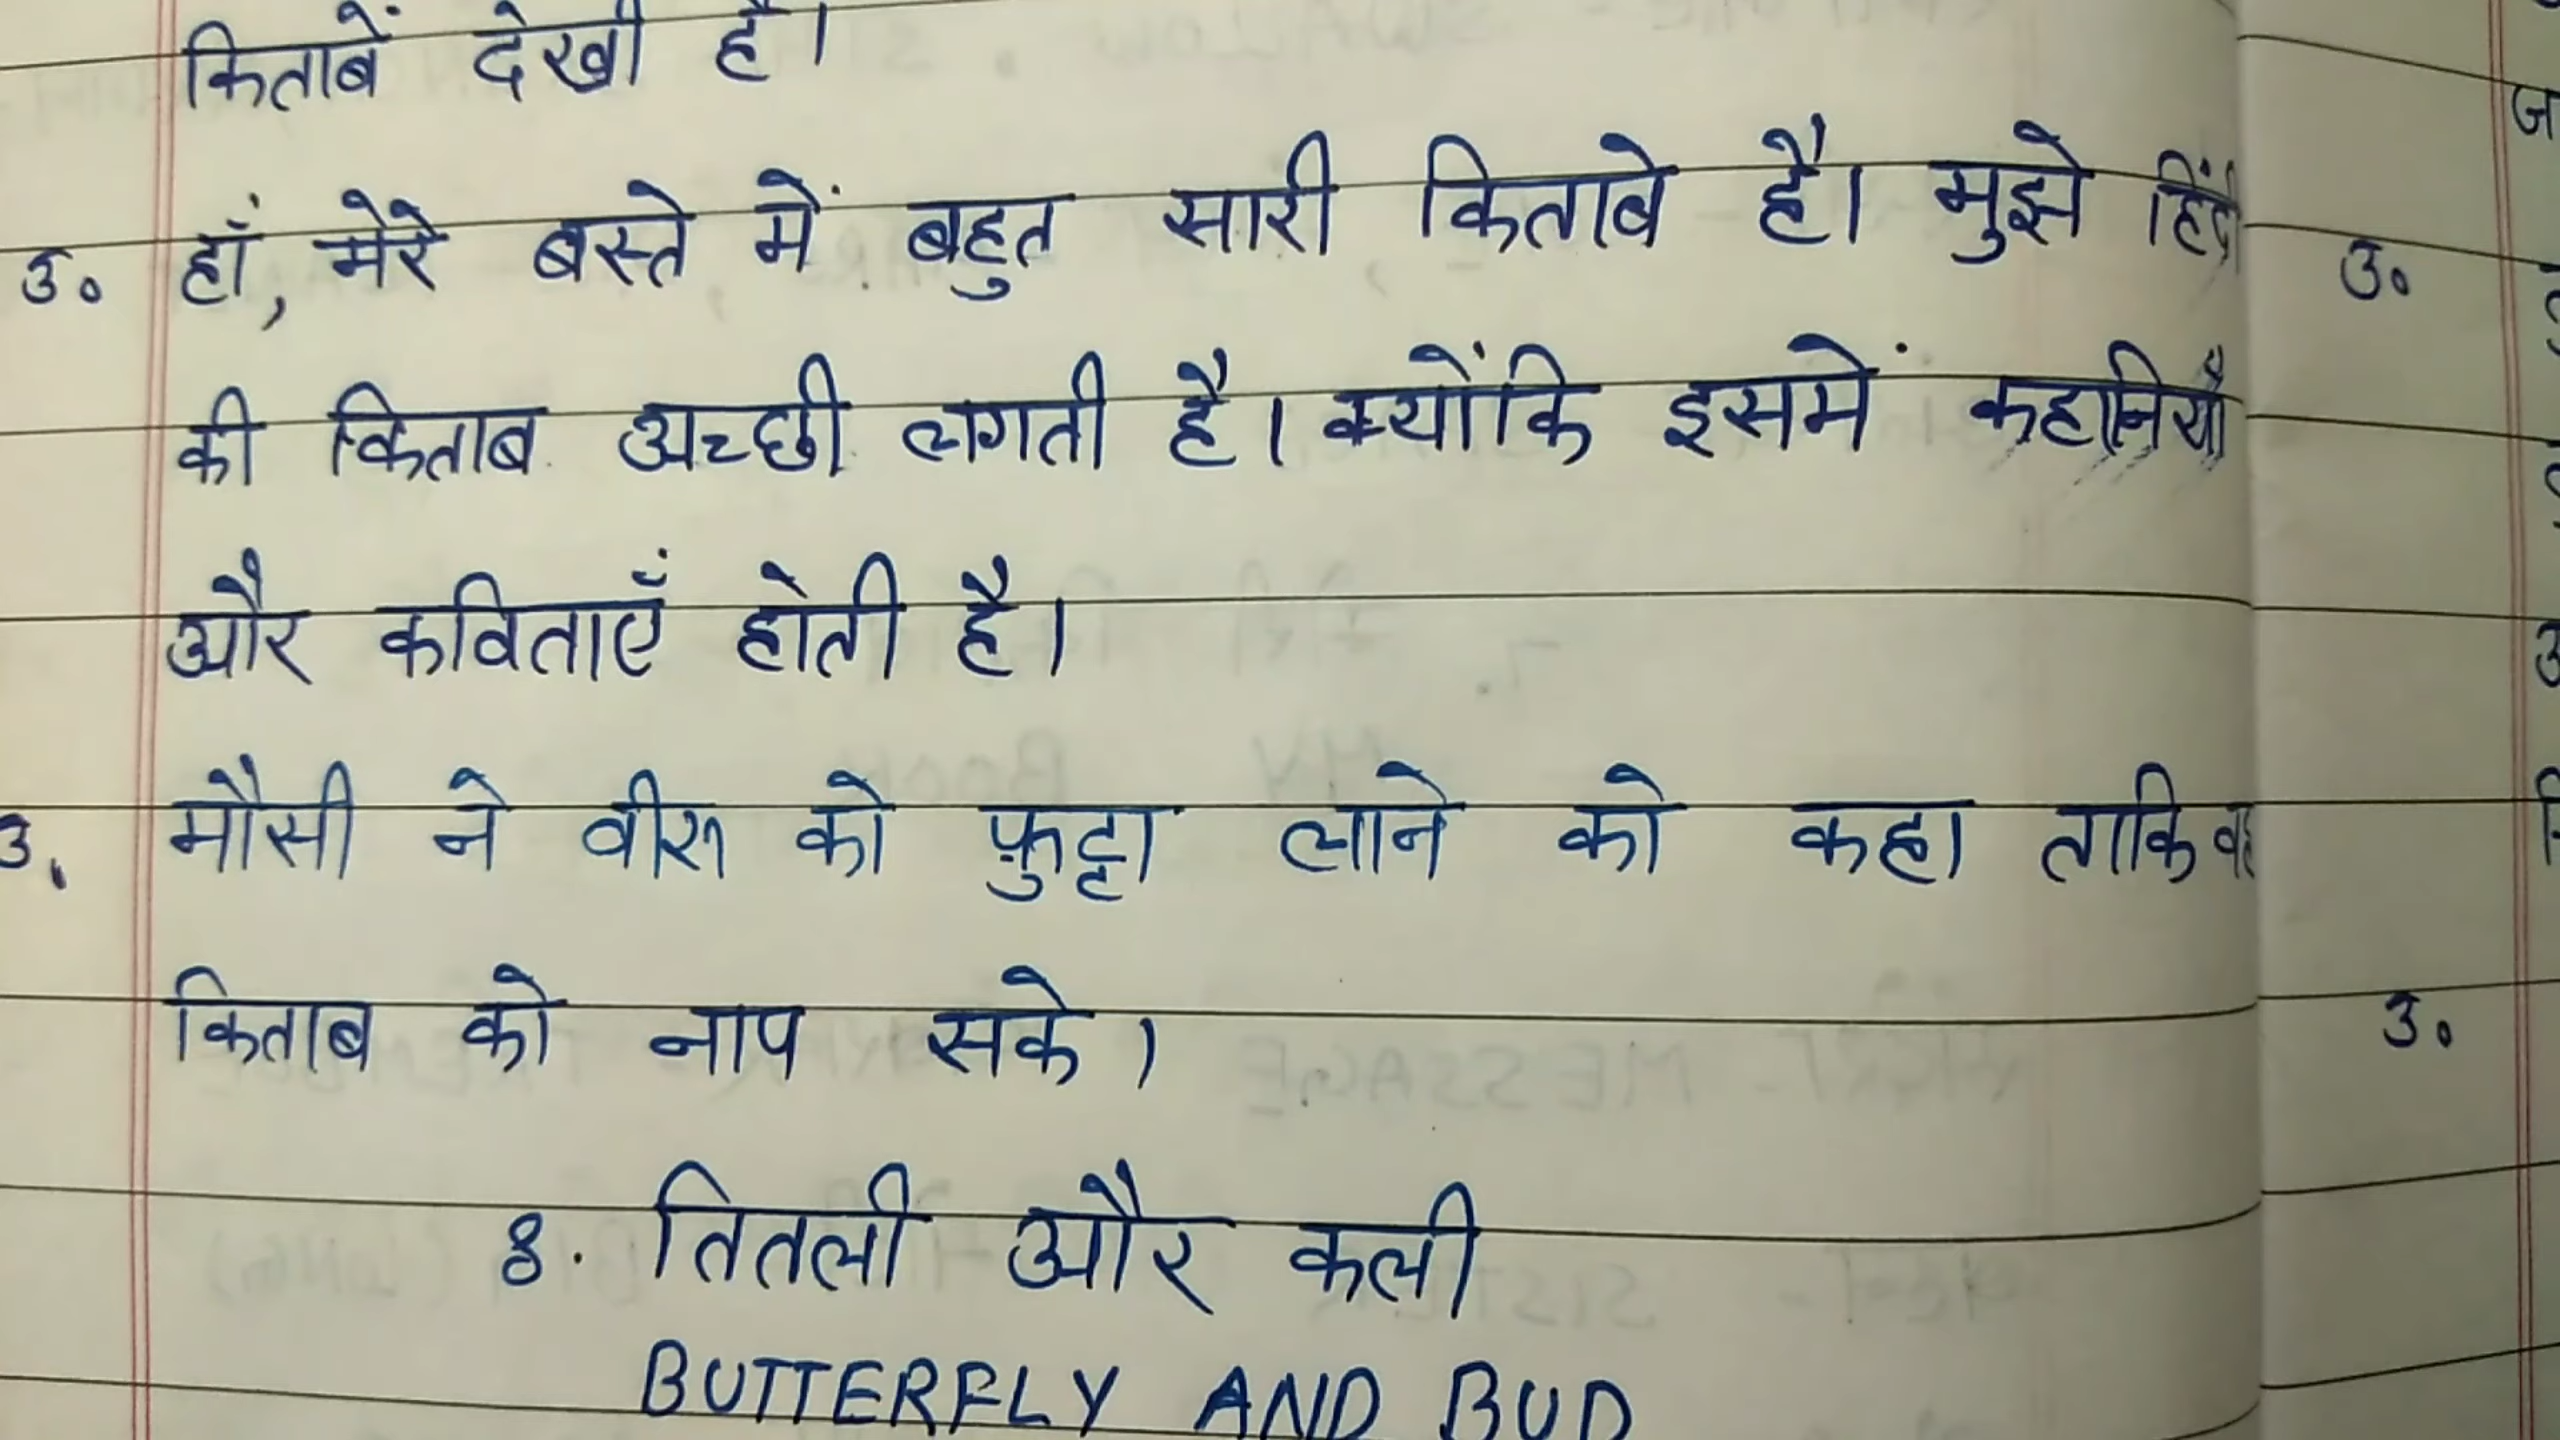 किताबें देखी है।
उ० हाँ, मेरे बस्ते में बहुत सारी किताबे है। मुझे
की किताब अच्छी लगती है। क्योंकि इसमें कहानियाँ
और कविताएँ होती है।
उ. मौसी ने वीरू को फ़ुट्टा लाने को कहा ताकि वह
किताब को नाप सके।
8. तितली और कली
BUTTERFLY AND BUD
उ०
उ०